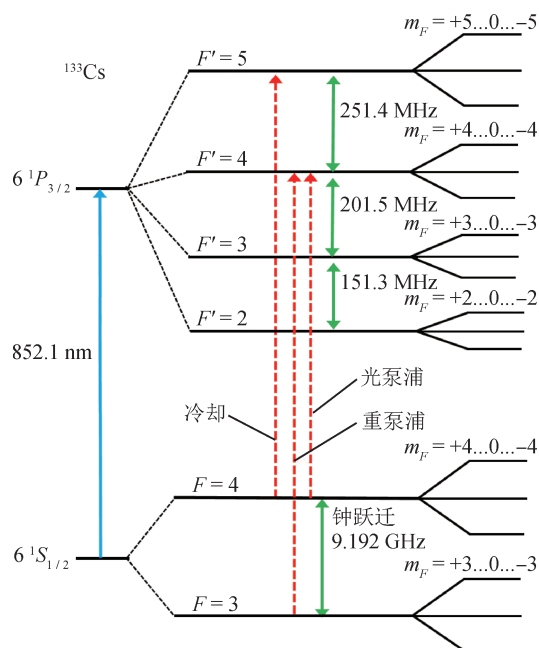 m_F = +5...0...−5
¹³³Cs
F′ = 5
251.4 MHz
m_F = +4...0...−4
F′ = 4
6 ¹P₃/₂
201.5 MHz
m_F = +3...0...−3
F′ = 3
151.3 MHz
m_F = +2...0...−2
F′ = 2
852.1 nm
光泵浦
冷却
重泵浦
m_F = +4...0...−4
F = 4
钟跃迁
9.192 GHz
6 ¹S₁/₂
m_F = +3...0...−3
F = 3